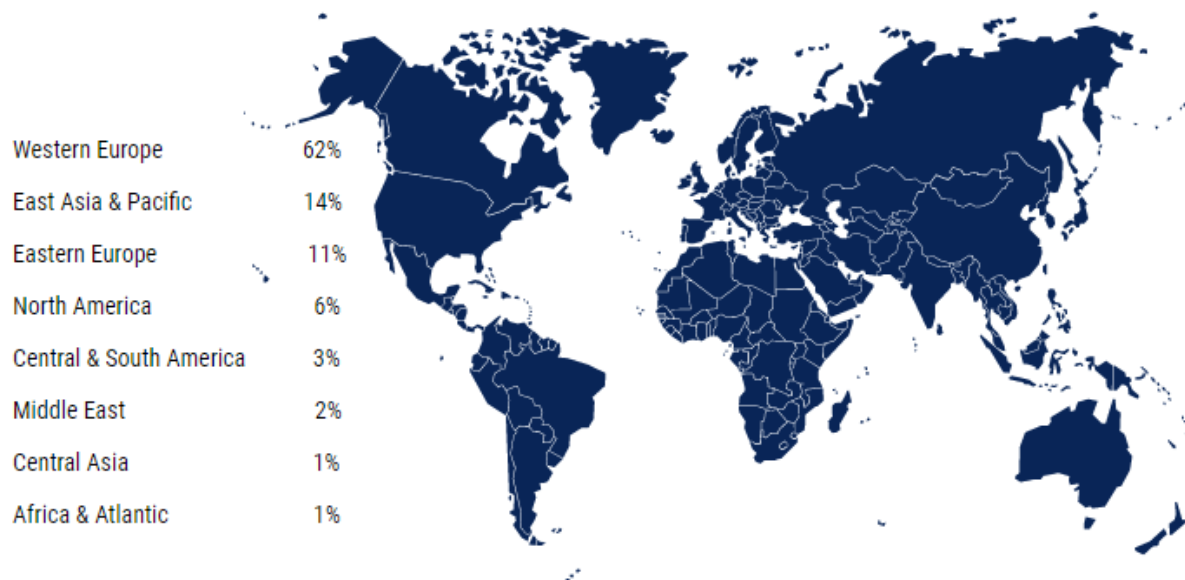 Western Europe 62%
East Asia & Pacific 14%
Eastern Europe 11%
North America 6%
Central & South America 3%
Middle East 2%
Central Asia 1%
Africa & Atlantic 1%